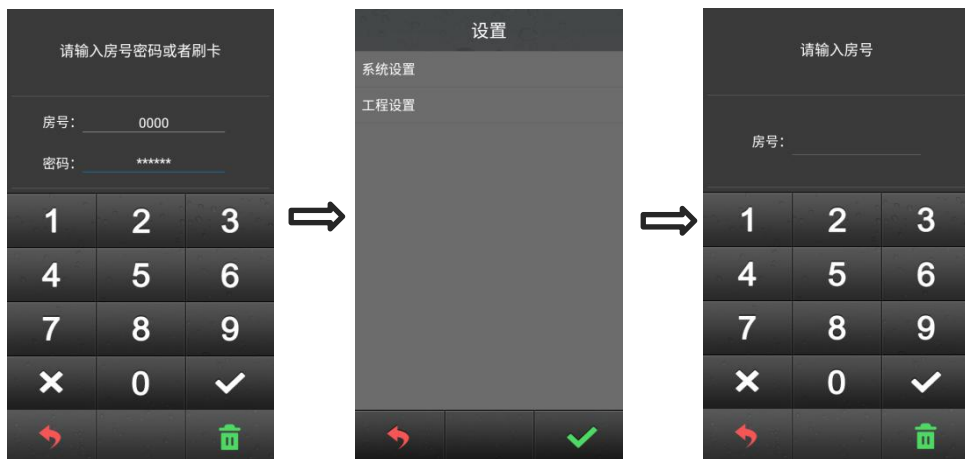 请输入房号密码或者刷卡
房号: 0000
密码: ******
1 2 3
4 5 6
7 8 9
0
设置
系统设置
工程设置
请输入房号
房号:
1 2 3
4 5 6
7 8 9
0